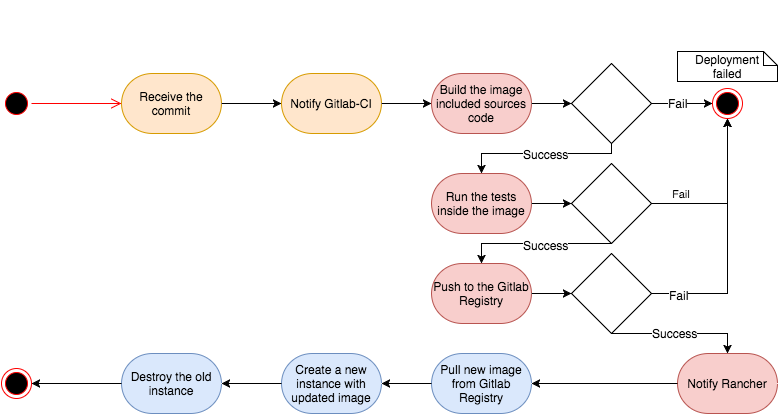 Deployment
failed
Receive the
commit
Notify Gitlab-CI
Build the image
included sources
code
Fail
Success
Run the tests
inside the image
Fail
Success
Push to the Gitlab
Registry
Fail
Success
Destroy the old
instance
Create a new
instance with
updated image
Pull new image
from Gitlab
Registry
Notify Rancher